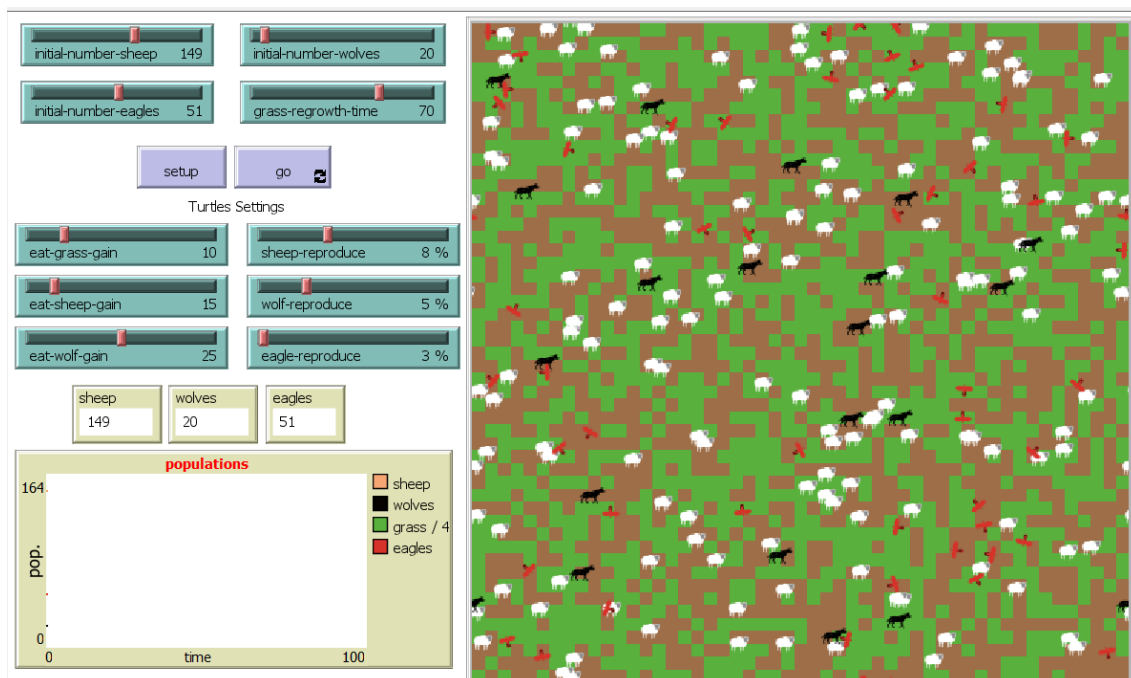 initial-number-sheep 149
initial-number-wolves 20
initial-number-eagles 51
grass-regrowth-time 70
setup
go
Turtles Settings
eat-grass-gain 10
sheep-reproduce 8 %
eat-sheep-gain 15
wolf-reproduce 5 %
eat-wolf-gain 25
eagle-reproduce 3 %
sheep
149
wolves
20
eagles
51
populations
164
pop.
0
0
time
100
sheep
wolves
grass / 4
eagles